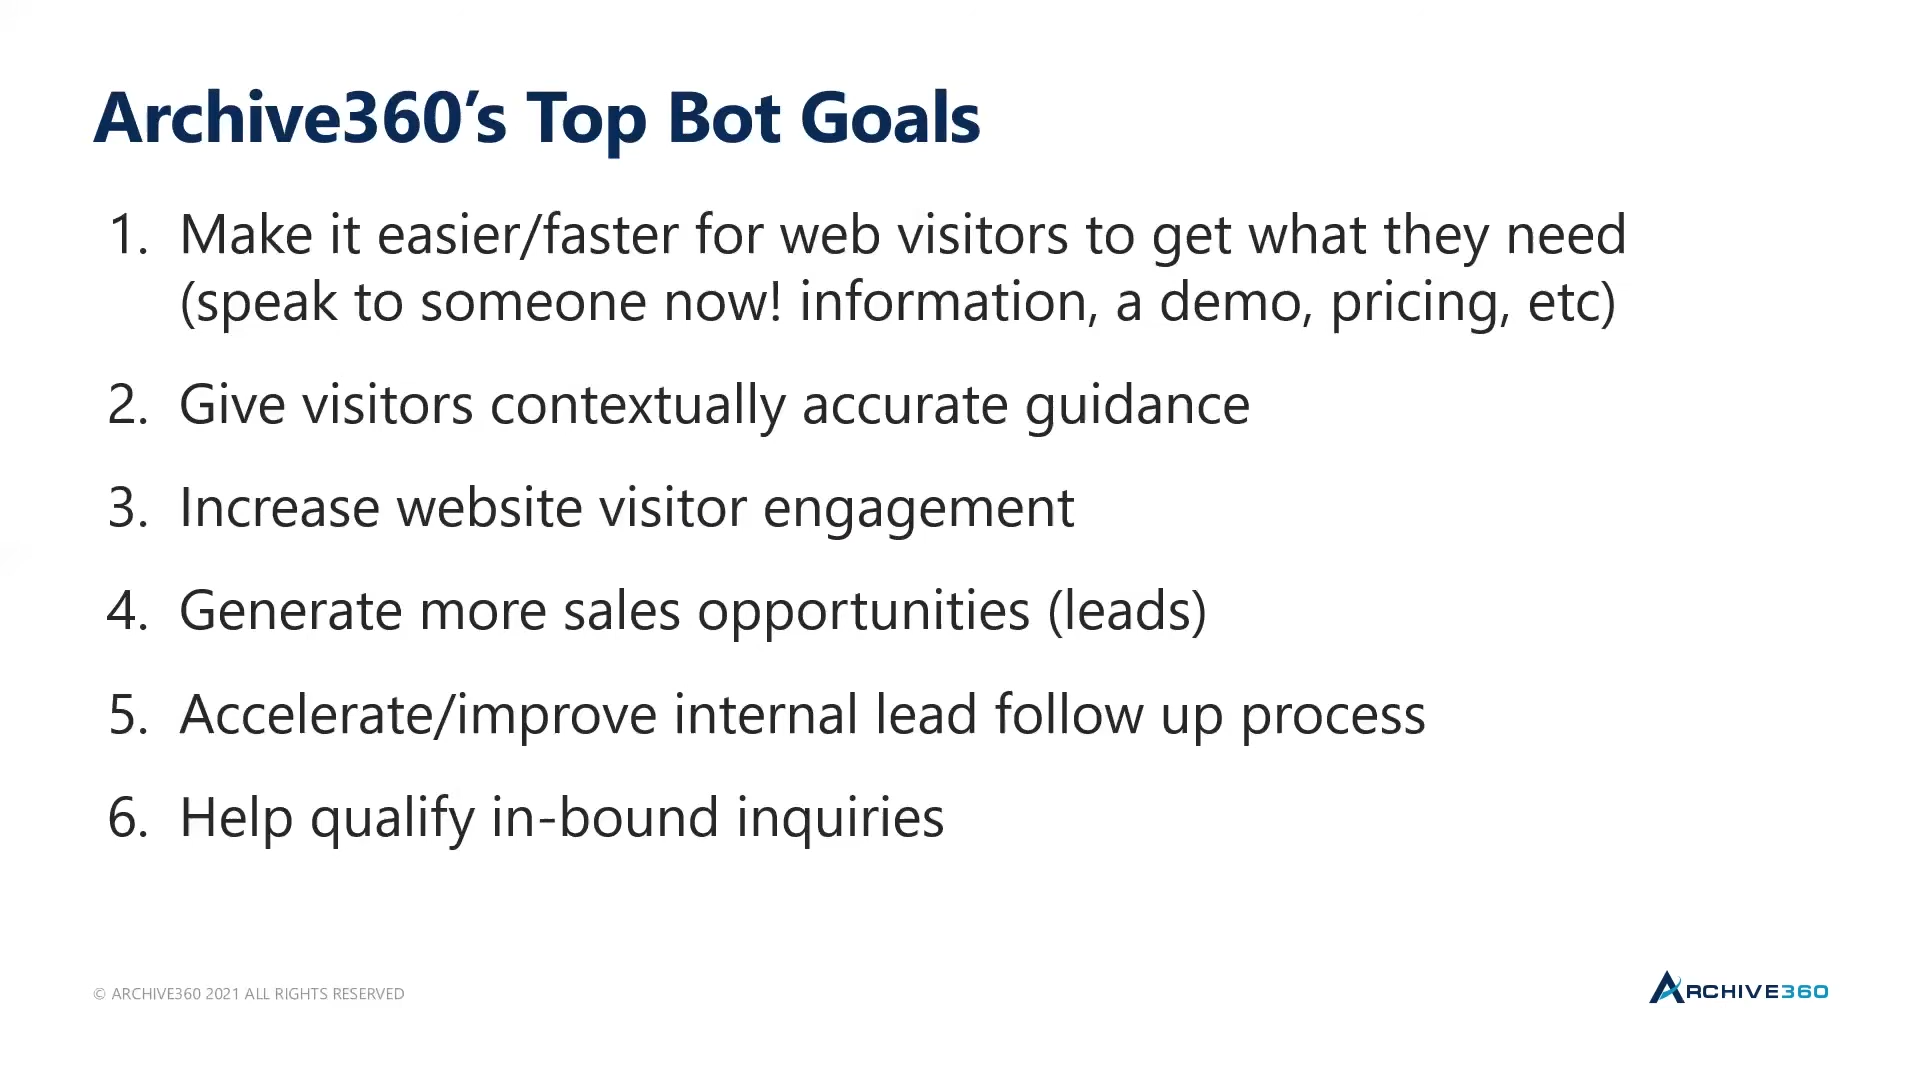 Archive360’s Top Bot Goals
1. Make it easier/faster for web visitors to get what they need
(speak to someone now! information, a demo, pricing, etc)
2. Give visitors contextually accurate guidance
3. Increase website visitor engagement
4. Generate more sales opportunities (leads)
5. Accelerate/improve internal lead follow up process
6. Help qualify in-bound inquiries
© ARCHIVE360 2021 ALL RIGHTS RESERVED
ARCHIVE360